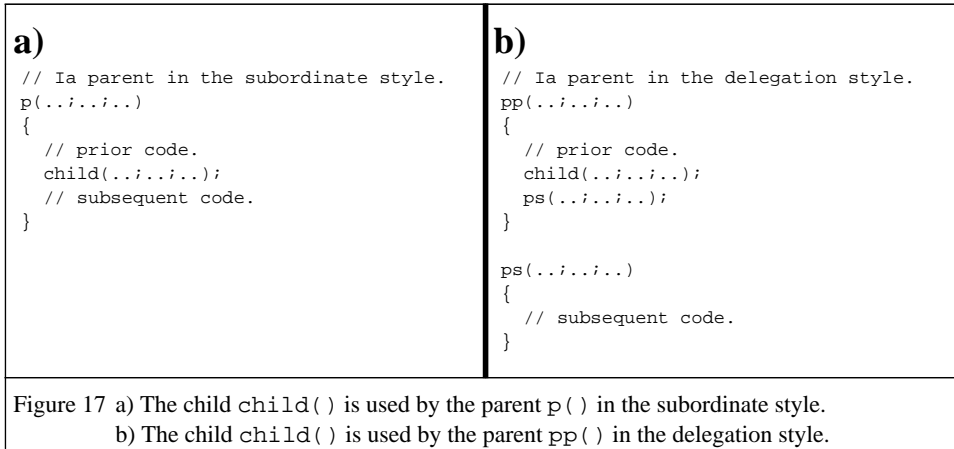 a)
// Ia parent in the subordinate style.
p(..;..;..)
{
// prior code.
child(..;..;..);
// subsequent code.
}
b)
// Ia parent in the delegation style.
pp(..;..;..)
{
// prior code.
child(..;..;..);
ps(..;..;..);
}
ps(..;..;..)
{
// subsequent code.
}
Figure 17 a) The child child() is used by the parent p() in the subordinate style.
b) The child child() is used by the parent pp() in the delegation style.